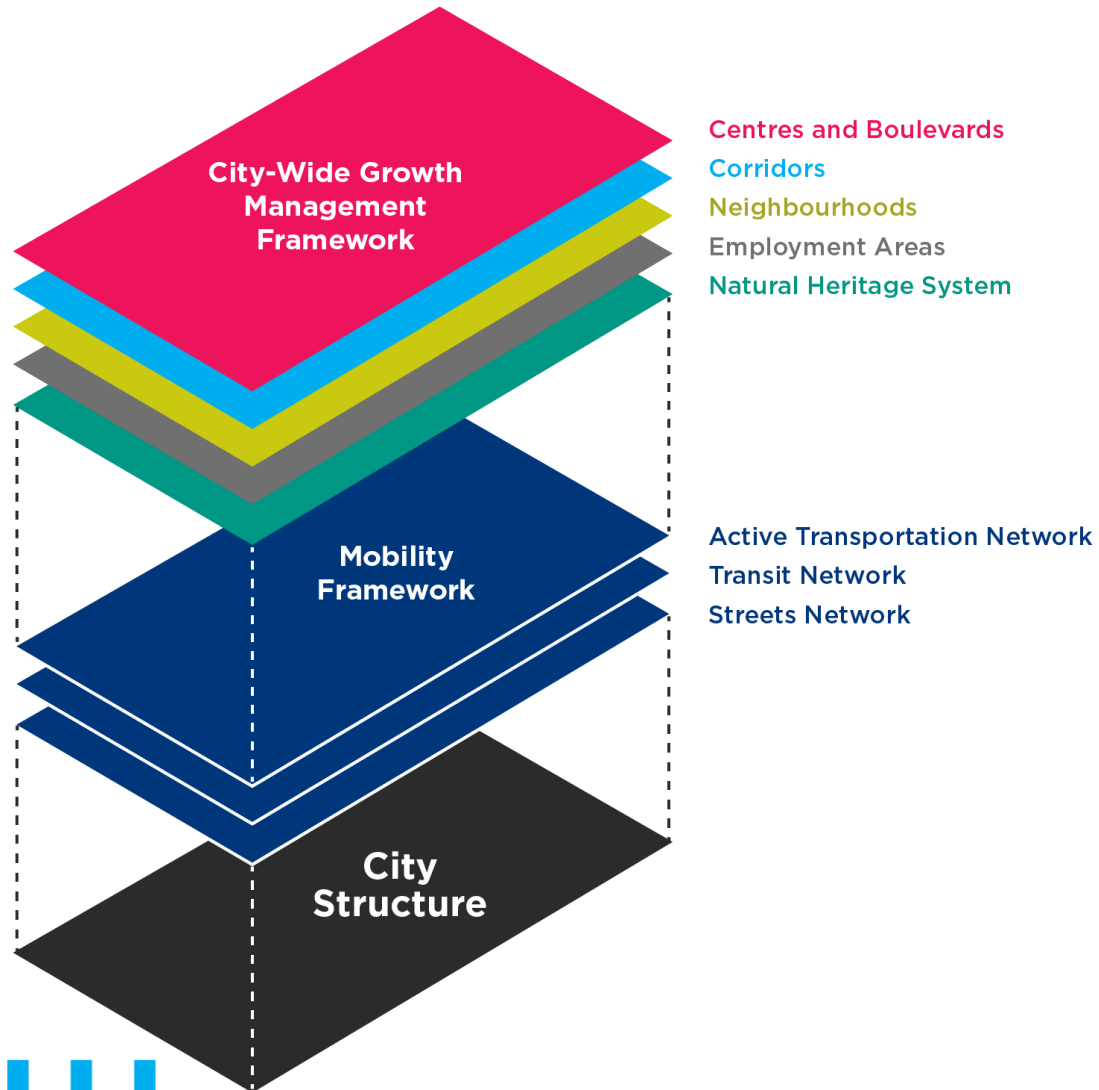 City-Wide Growth
Management
Framework
Centres and Boulevards
Corridors
Neighbourhoods
Employment Areas
Natural Heritage System
Mobility
Framework
Active Transportation Network
Transit Network
Streets Network
City
Structure